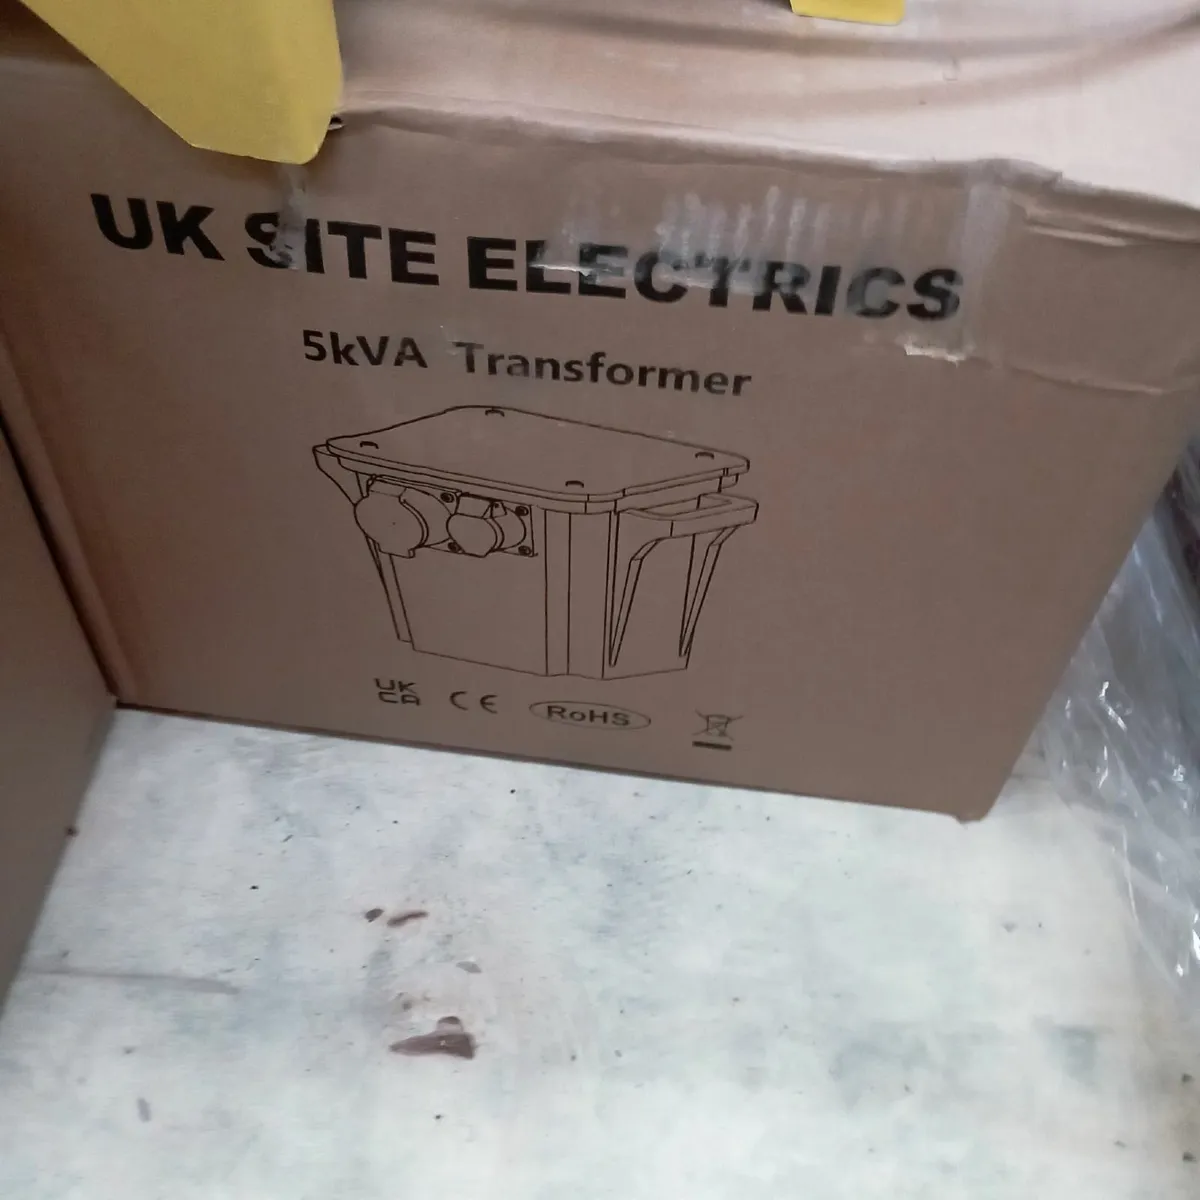 UK SITE ELECTRICS
5kVA Transformer
UK
CA CE RoHS